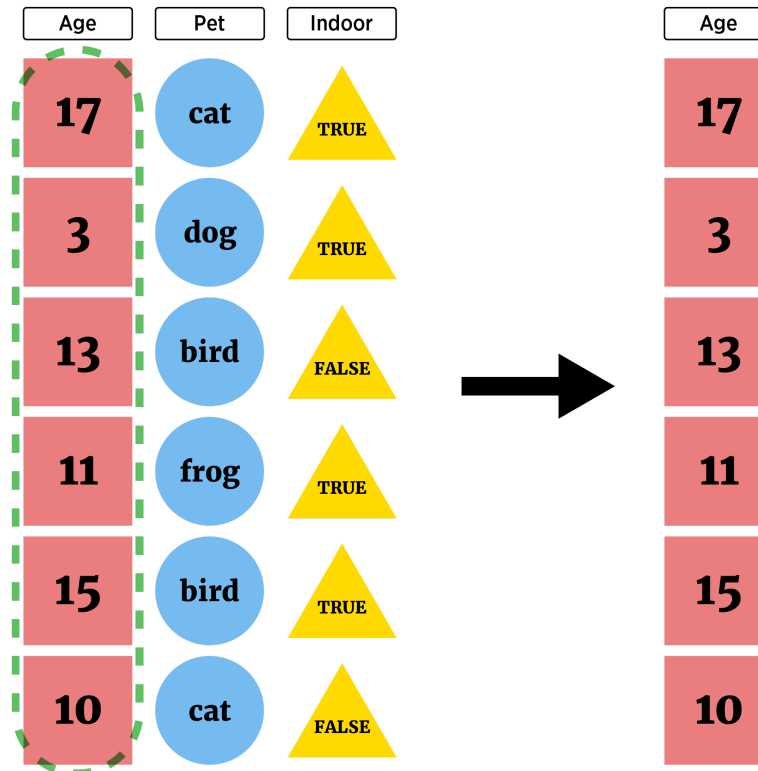 Age Pet Indoor Age
17 cat TRUE 17
3 dog TRUE 3
13 bird FALSE 13
11 frog TRUE 11
15 bird TRUE 15
10 cat FALSE 10